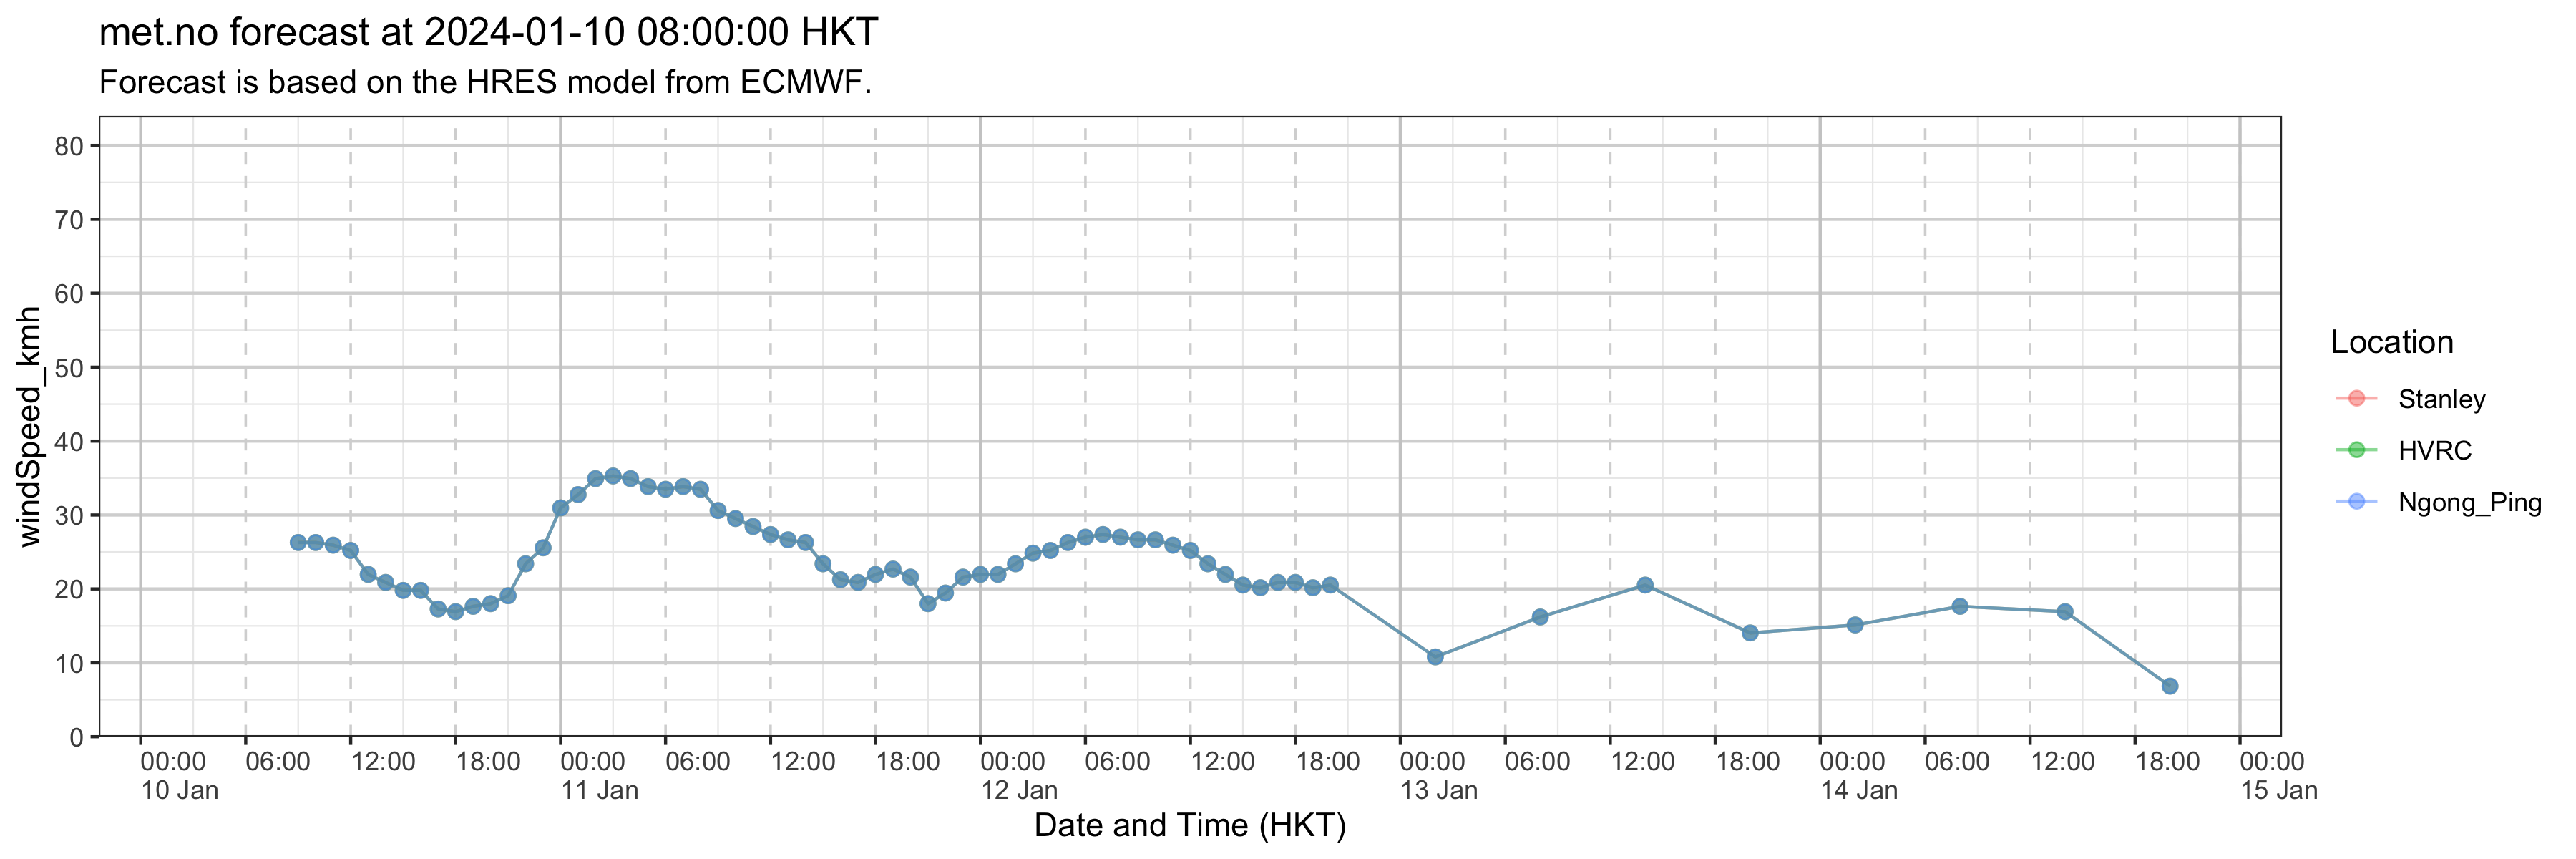 met.no forecast at 2024-01-10 08:00:00 HKT
Forecast is based on the HRES model from ECMWF.
windSpeed_kmh
80
70
60
50
40
30
20
10
0
00:00 06:00 12:00 18:00 00:00 06:00 12:00 18:00 00:00 06:00 12:00 18:00 00:00 06:00 12:00 18:00 00:00 06:00 12:00 18:00 00:00
10 Jan 11 Jan 12 Jan 13 Jan 14 Jan 15 Jan
Date and Time (HKT)
Location
Stanley
HVRC
Ngong_Ping